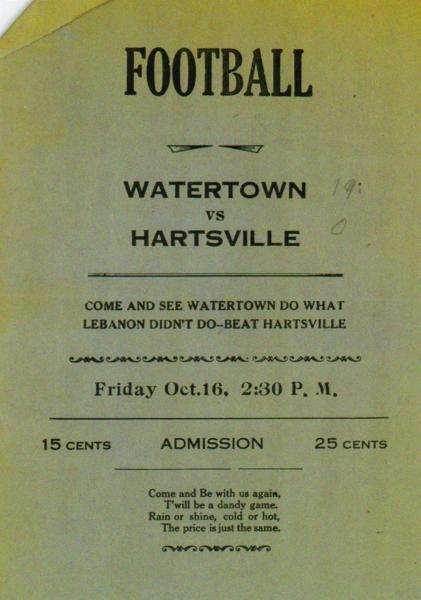 FOOTBALL
WATERTOWN 19:
VS
HARTSVILLE 0
COME AND SEE WATERTOWN DO WHAT
LEBANON DIDN'T DO--BEAT HARTSVILLE
Friday Oct.16, 2:30 P. M.
15 CENTS ADMISSION 25 CENTS
Come and Be with us again,
T'will be a dandy game.
Rain or shine, cold or hot,
The price is just the same.